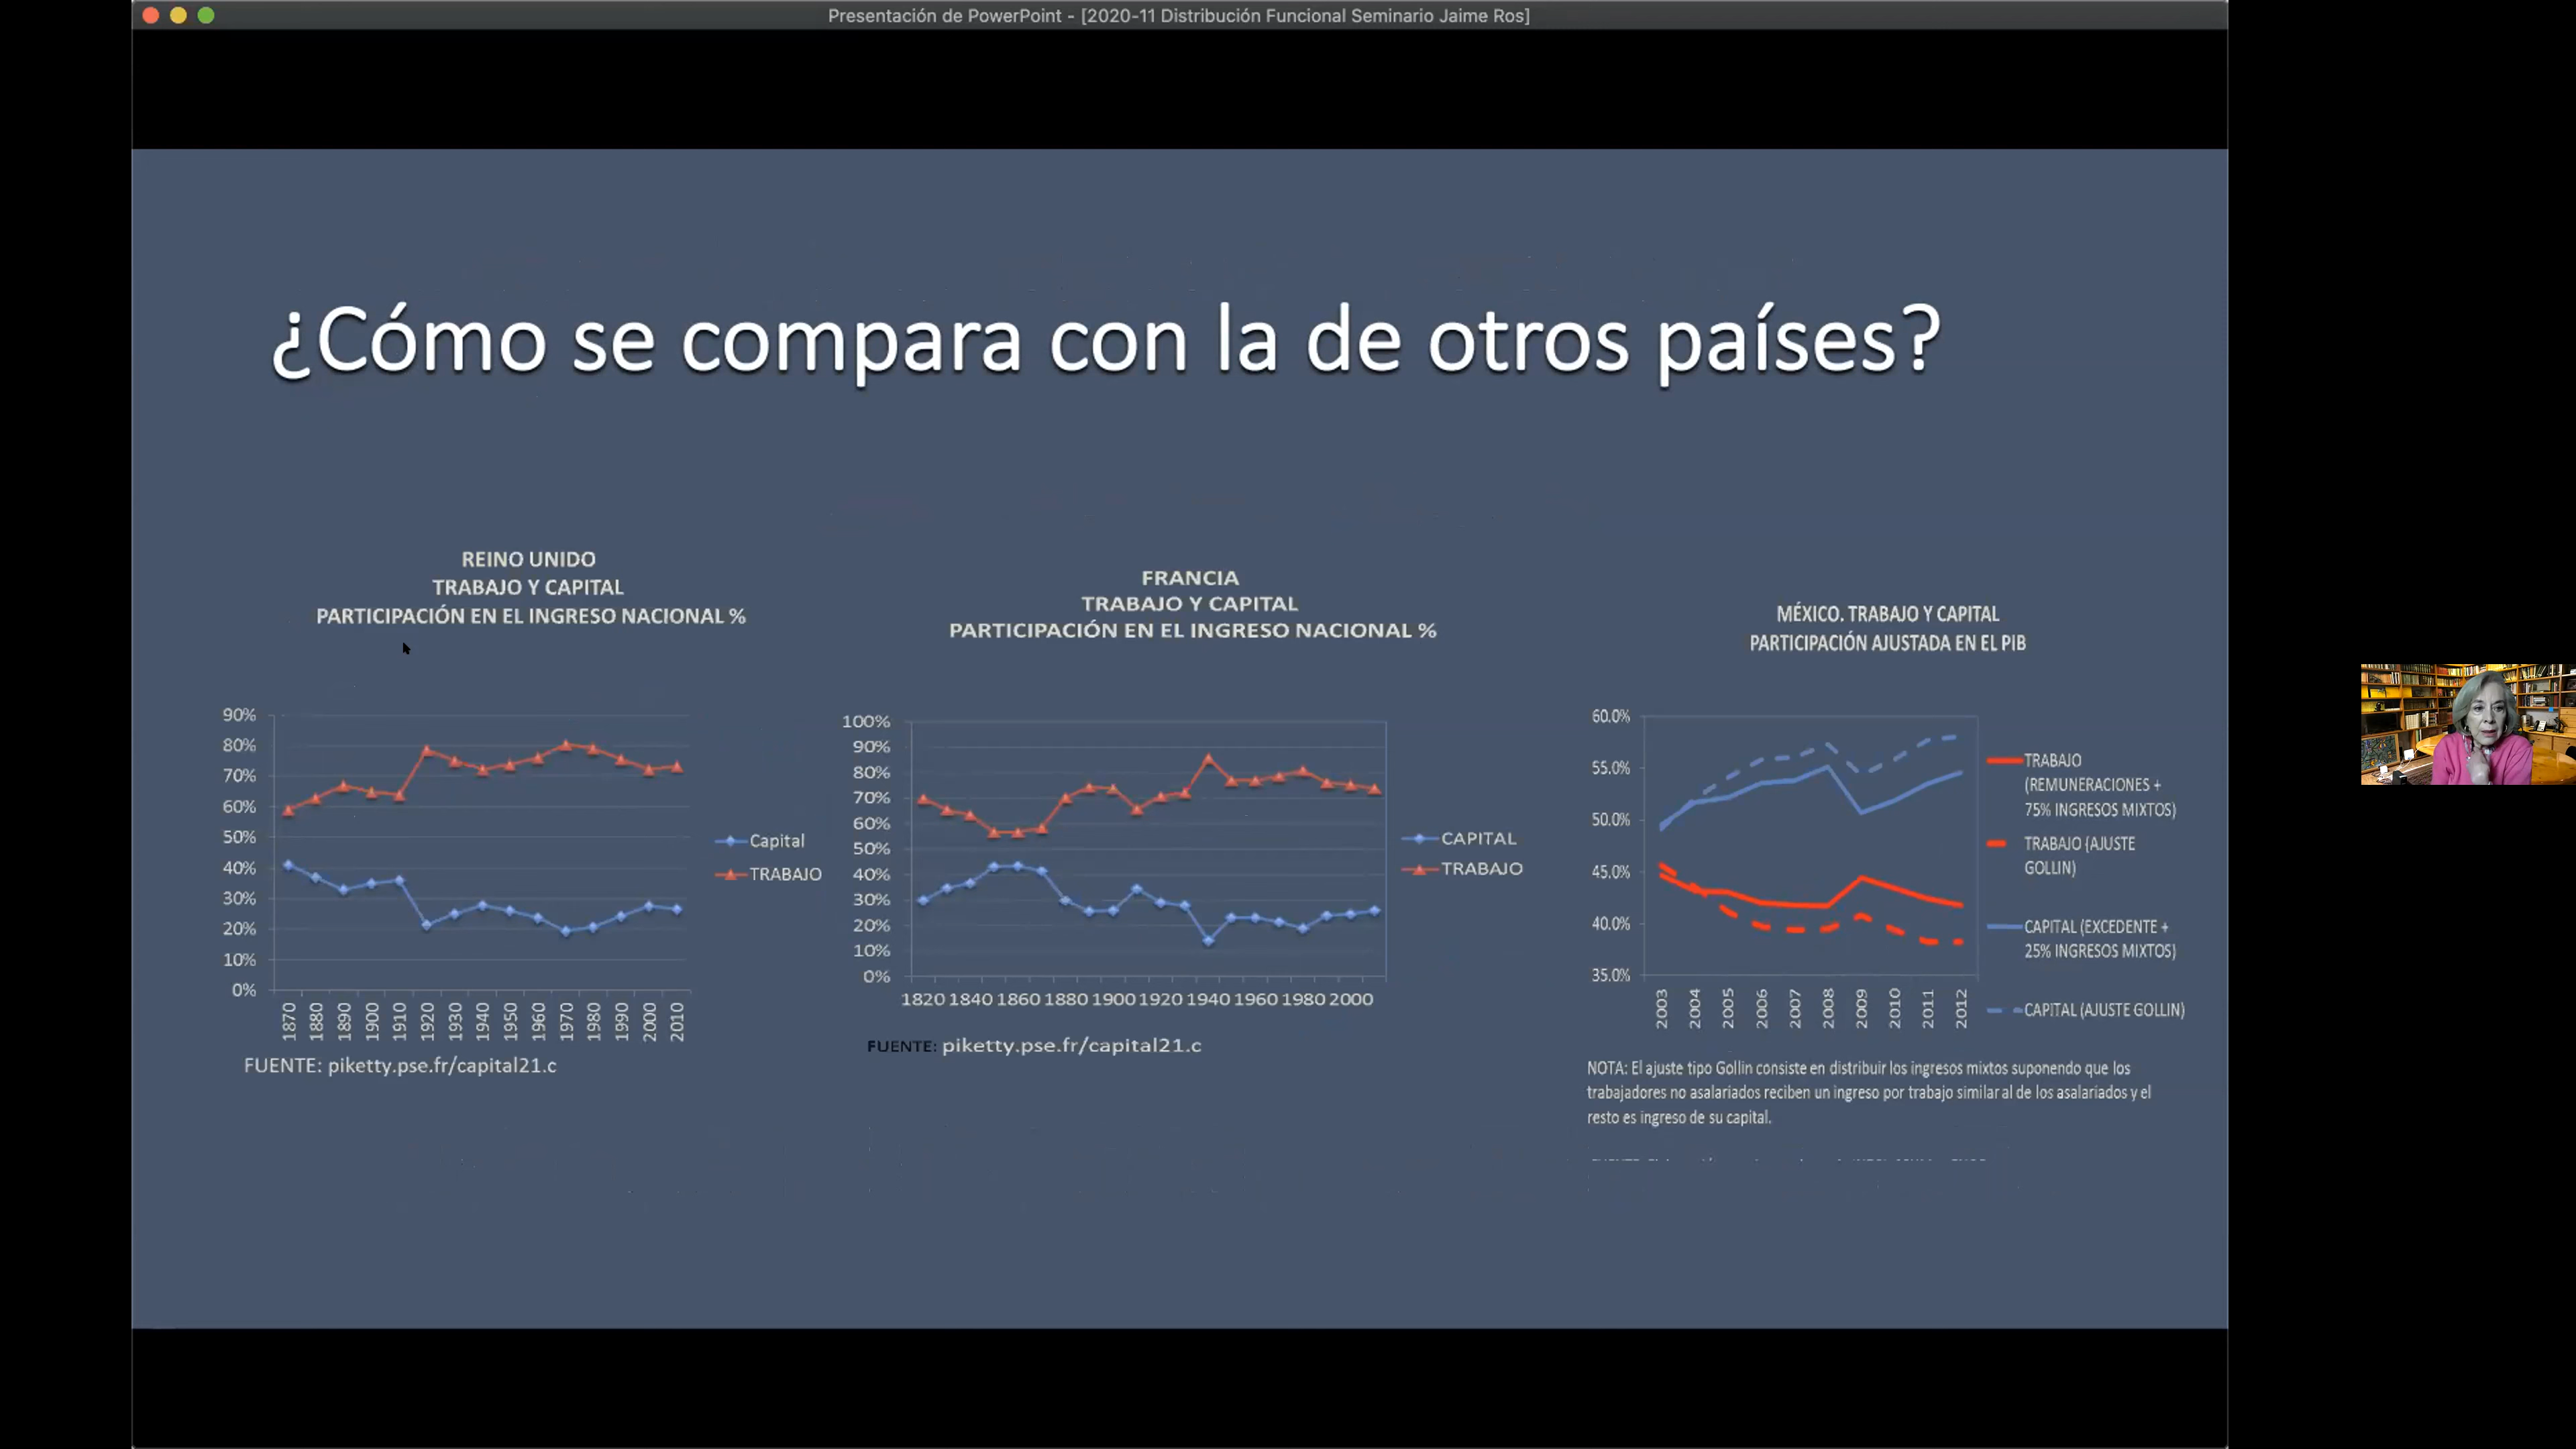 Presentación de PowerPoint - [2020-11 Distribución Funcional Seminario Jaime Ros]
¿Cómo se compara con la de otros países?
REINO UNIDO
TRABAJO Y CAPITAL
PARTICIPACIÓN EN EL INGRESO NACIONAL %
90%
80%
70%
60%
50%
40%
30%
20%
10%
0%
1870
1880
1890
1900
1910
1920
1930
1940
1950
1960
1970
1980
1990
2000
2010
Capital
TRABAJO
FUENTE: piketty.pse.fr/capital21.c
FRANCIA
TRABAJO Y CAPITAL
PARTICIPACIÓN EN EL INGRESO NACIONAL %
100%
90%
80%
70%
60%
50%
40%
30%
20%
10%
0%
1820 1840 1860 1880 1900 1920 1940 1960 1980 2000
CAPITAL
TRABAJO
FUENTE: piketty.pse.fr/capital21.c
MÉXICO. TRABAJO Y CAPITAL
PARTICIPACIÓN AJUSTADA EN EL PIB
60.0%
55.0%
50.0%
45.0%
40.0%
35.0%
2003
2004
2005
2006
2007
2008
2009
2010
2011
2012
TRABAJO
(REMUNERACIONES +
75% INGRESOS MIXTOS)
TRABAJO (AJUSTE
GOLLIN)
CAPITAL (EXCEDENTE +
25% INGRESOS MIXTOS)
CAPITAL (AJUSTE GOLLIN)
NOTA: El ajuste tipo Gollin consiste en distribuir los ingresos mixtos suponendo que los
trabajadores no asalariados reciben un ingreso por trabajo similar al de los asalariados y el
resto es ingreso de su capital.